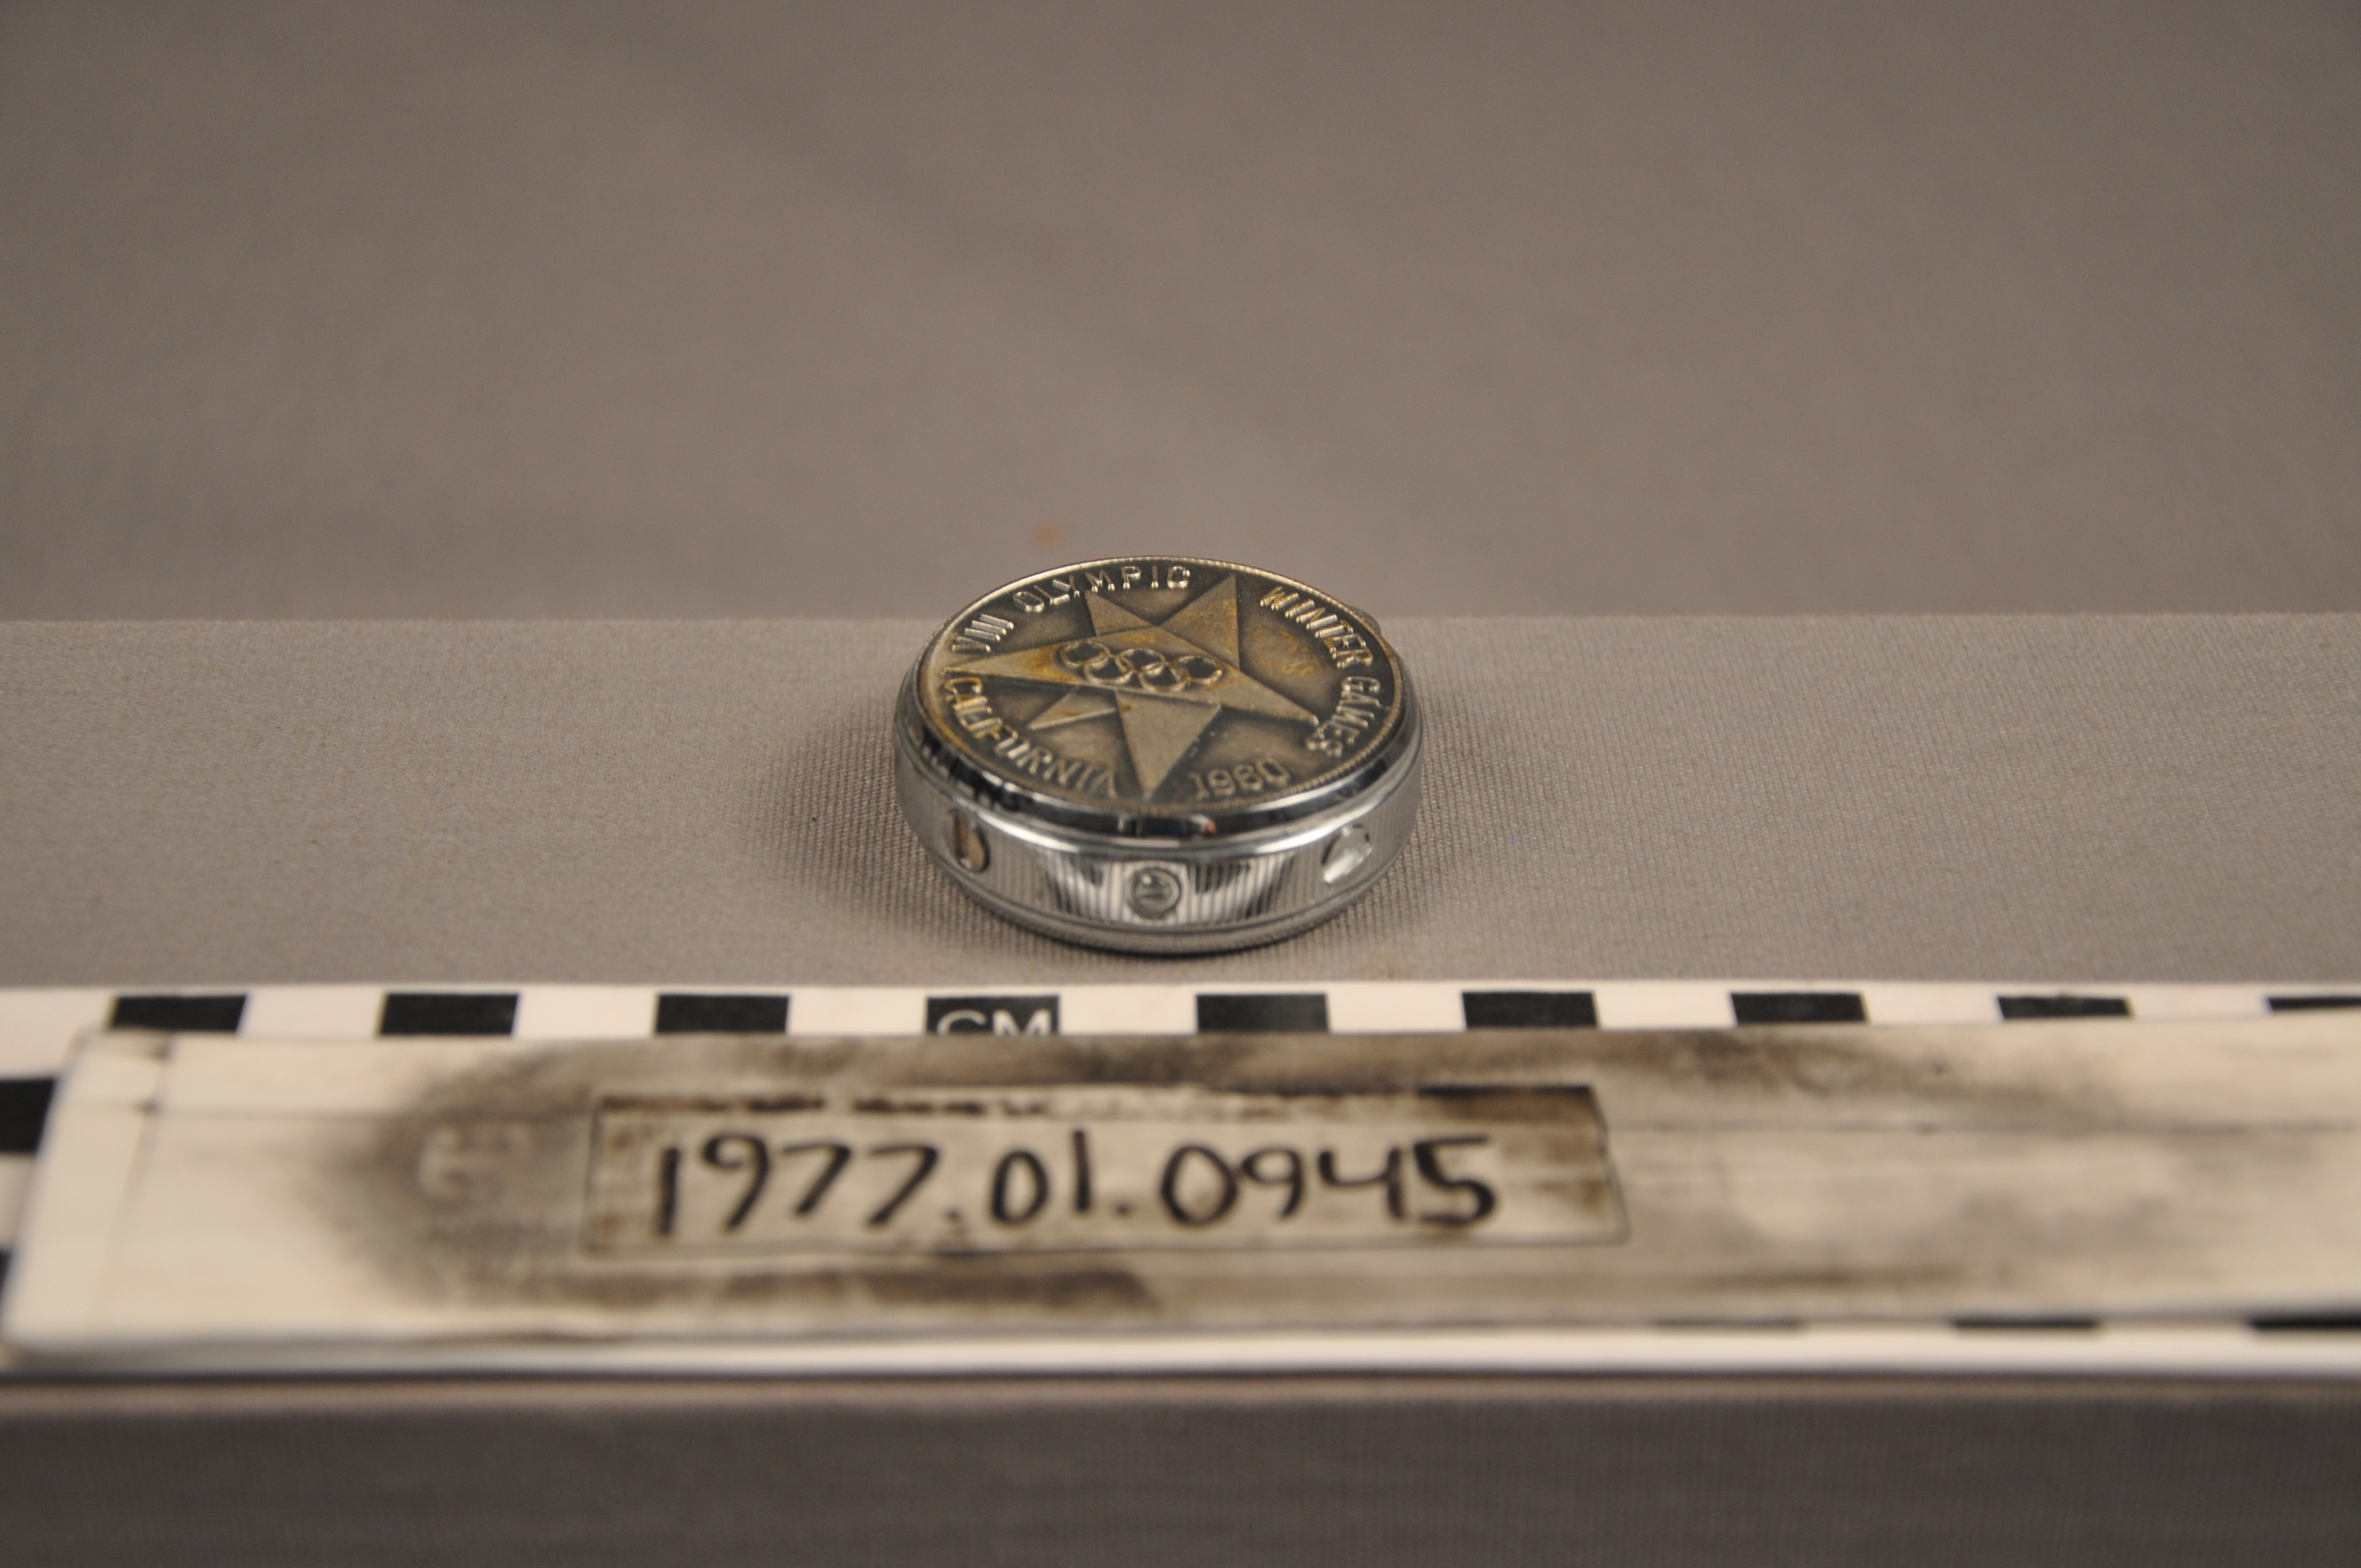 VIII OLYMPIC WINTER GAMES
CALIFORNIA 1960
CM
1977.01.0945